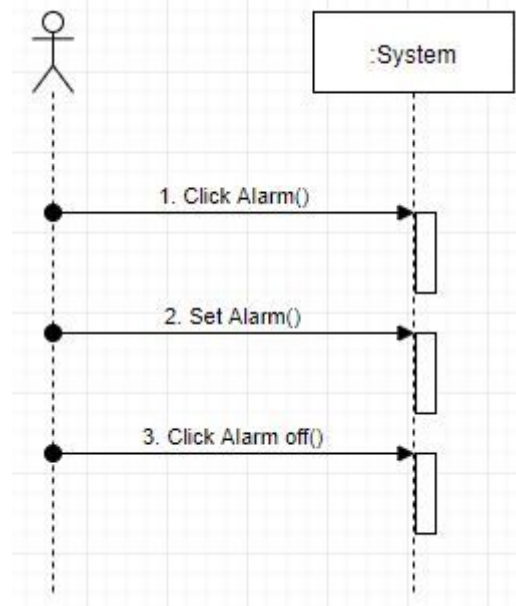 :System
1. Click Alarm()
2. Set Alarm()
3. Click Alarm off()